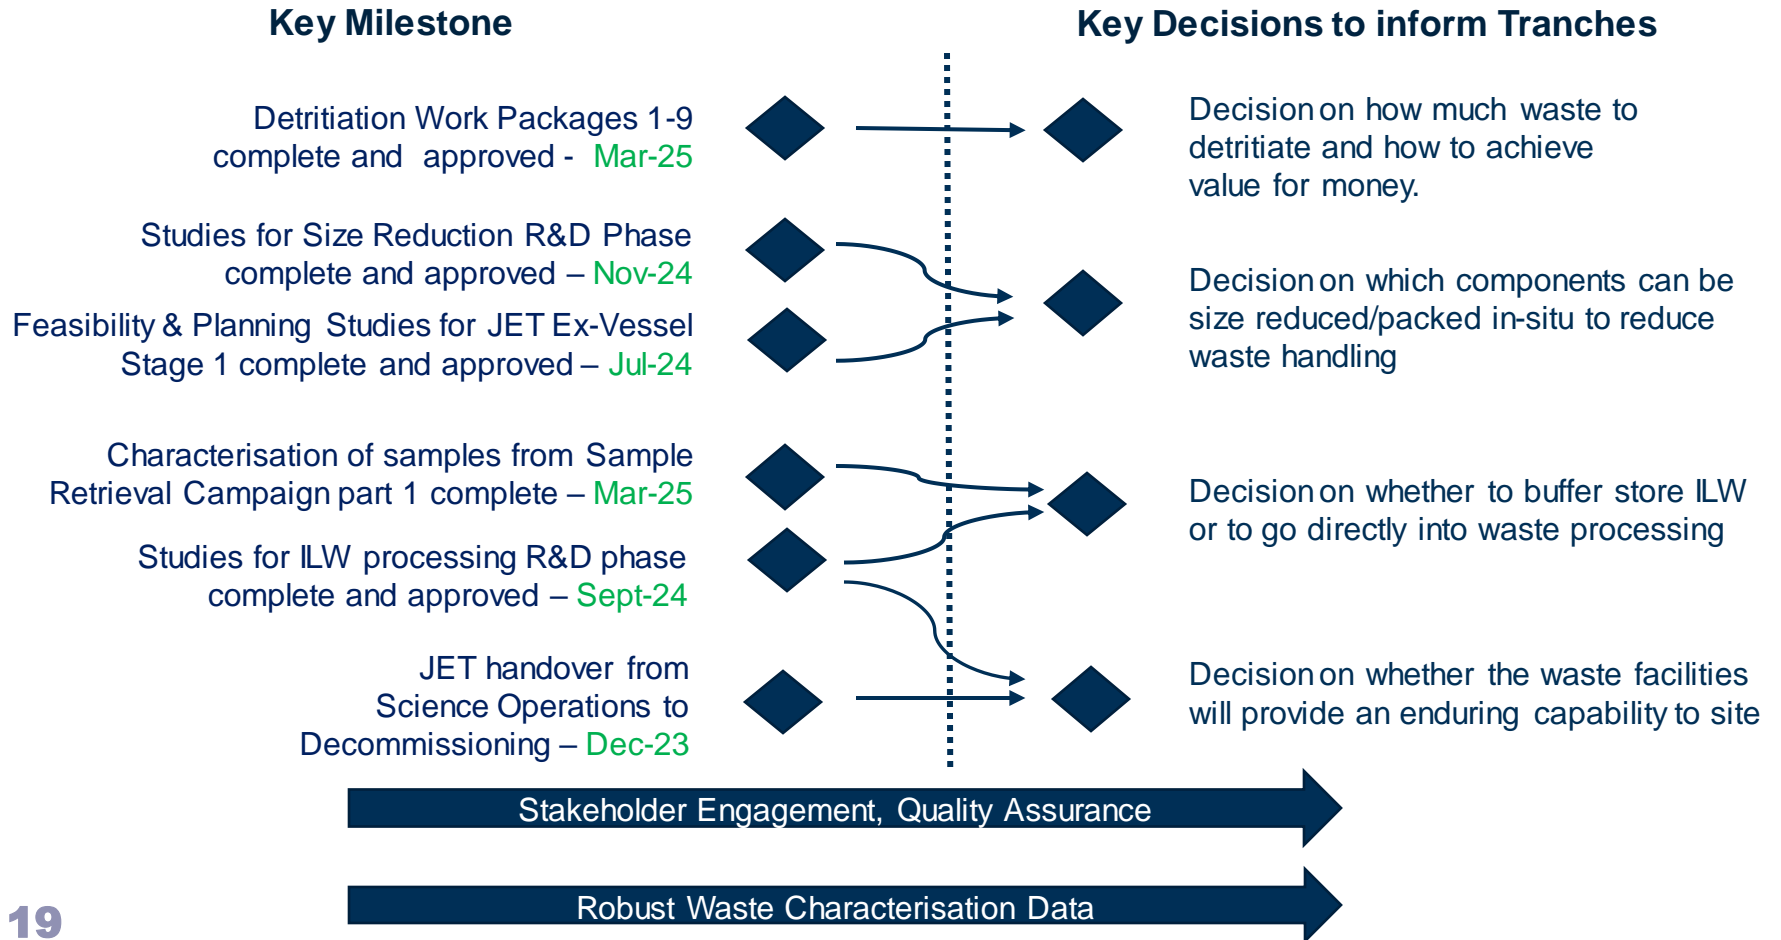 Key Milestone
Key Decisions to inform Tranches
Detritiation Work Packages 1-9
complete and approved - Mar-25
Decision on how much waste to
detritiate and how to achieve
value for money.
Studies for Size Reduction R&D Phase
complete and approved – Nov-24
Feasibility & Planning Studies for JET Ex-Vessel
Stage 1 complete and approved – Jul-24
Decision on which components can be
size reduced/packed in-situ to reduce
waste handling
Characterisation of samples from Sample
Retrieval Campaign part 1 complete – Mar-25
Studies for ILW processing R&D phase
complete and approved – Sept-24
Decision on whether to buffer store ILW
or to go directly into waste processing
JET handover from
Science Operations to
Decommissioning – Dec-23
Decision on whether the waste facilities
will provide an enduring capability to site
Stakeholder Engagement, Quality Assurance
Robust Waste Characterisation Data
19